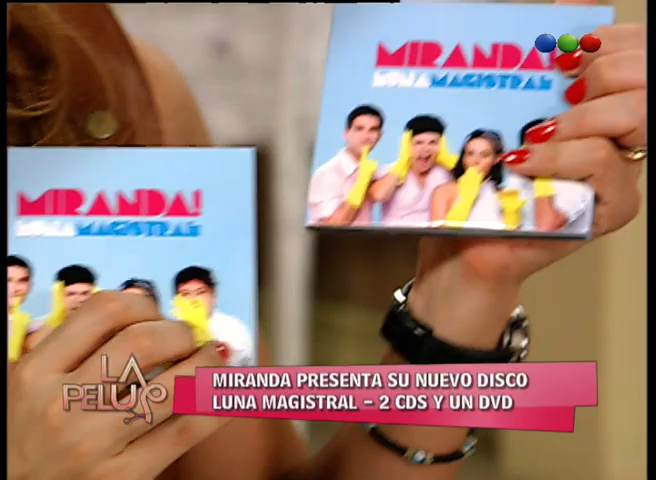 MIRANDA!
LUNA MAGISTRAL
MIRANDA!
LUNA MAGISTRAL
LA
PELU
MIRANDA PRESENTA SU NUEVO DISCO
LUNA MAGISTRAL – 2 CDS Y UN DVD